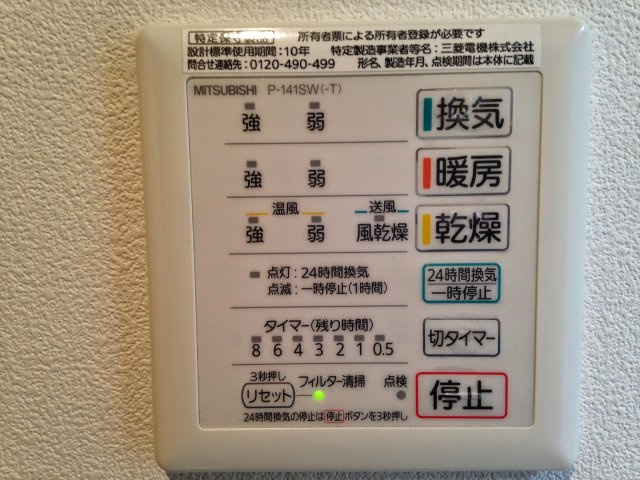 特定保守製品 所有者票による所有者登録が必要です
設計標準使用期間:10年 特定製造事業者等名:三菱電機株式会社
問合せ連絡先:0120-490-499 形名、製造年月、点検期間は本体に記載
MITSUBISHI P-141SW(-T)
強 弱 換気
強 弱 暖房
温風 送風
強 弱 風乾燥 乾燥
点灯:24時間換気
点滅:一時停止(1時間)
24時間換気
一時停止
タイマー(残り時間)
8 6 4 3 2 1 0.5
切タイマー
3秒押し
リセット フィルター清掃 点検
停止
24時間換気の停止は停止ボタンを3秒押し